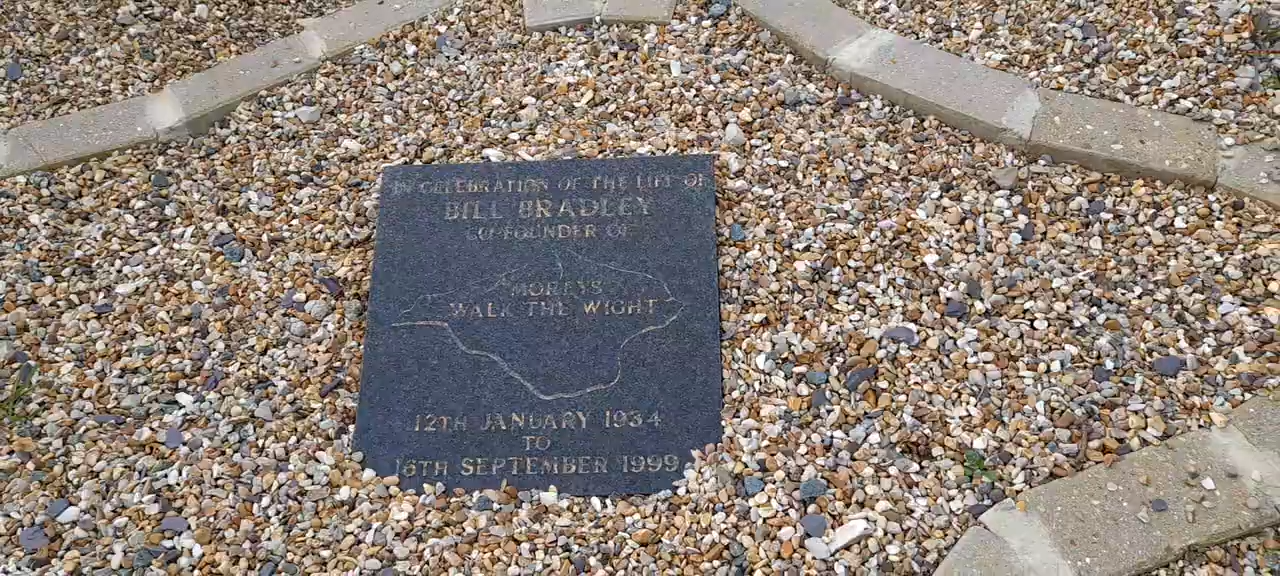 IN CELEBRATION OF THE LIFE OF
BILL BRADLEY
CO-FOUNDER OF
MOREYS
WALK THE WIGHT
12TH JANUARY 1934
TO
16TH SEPTEMBER 1999